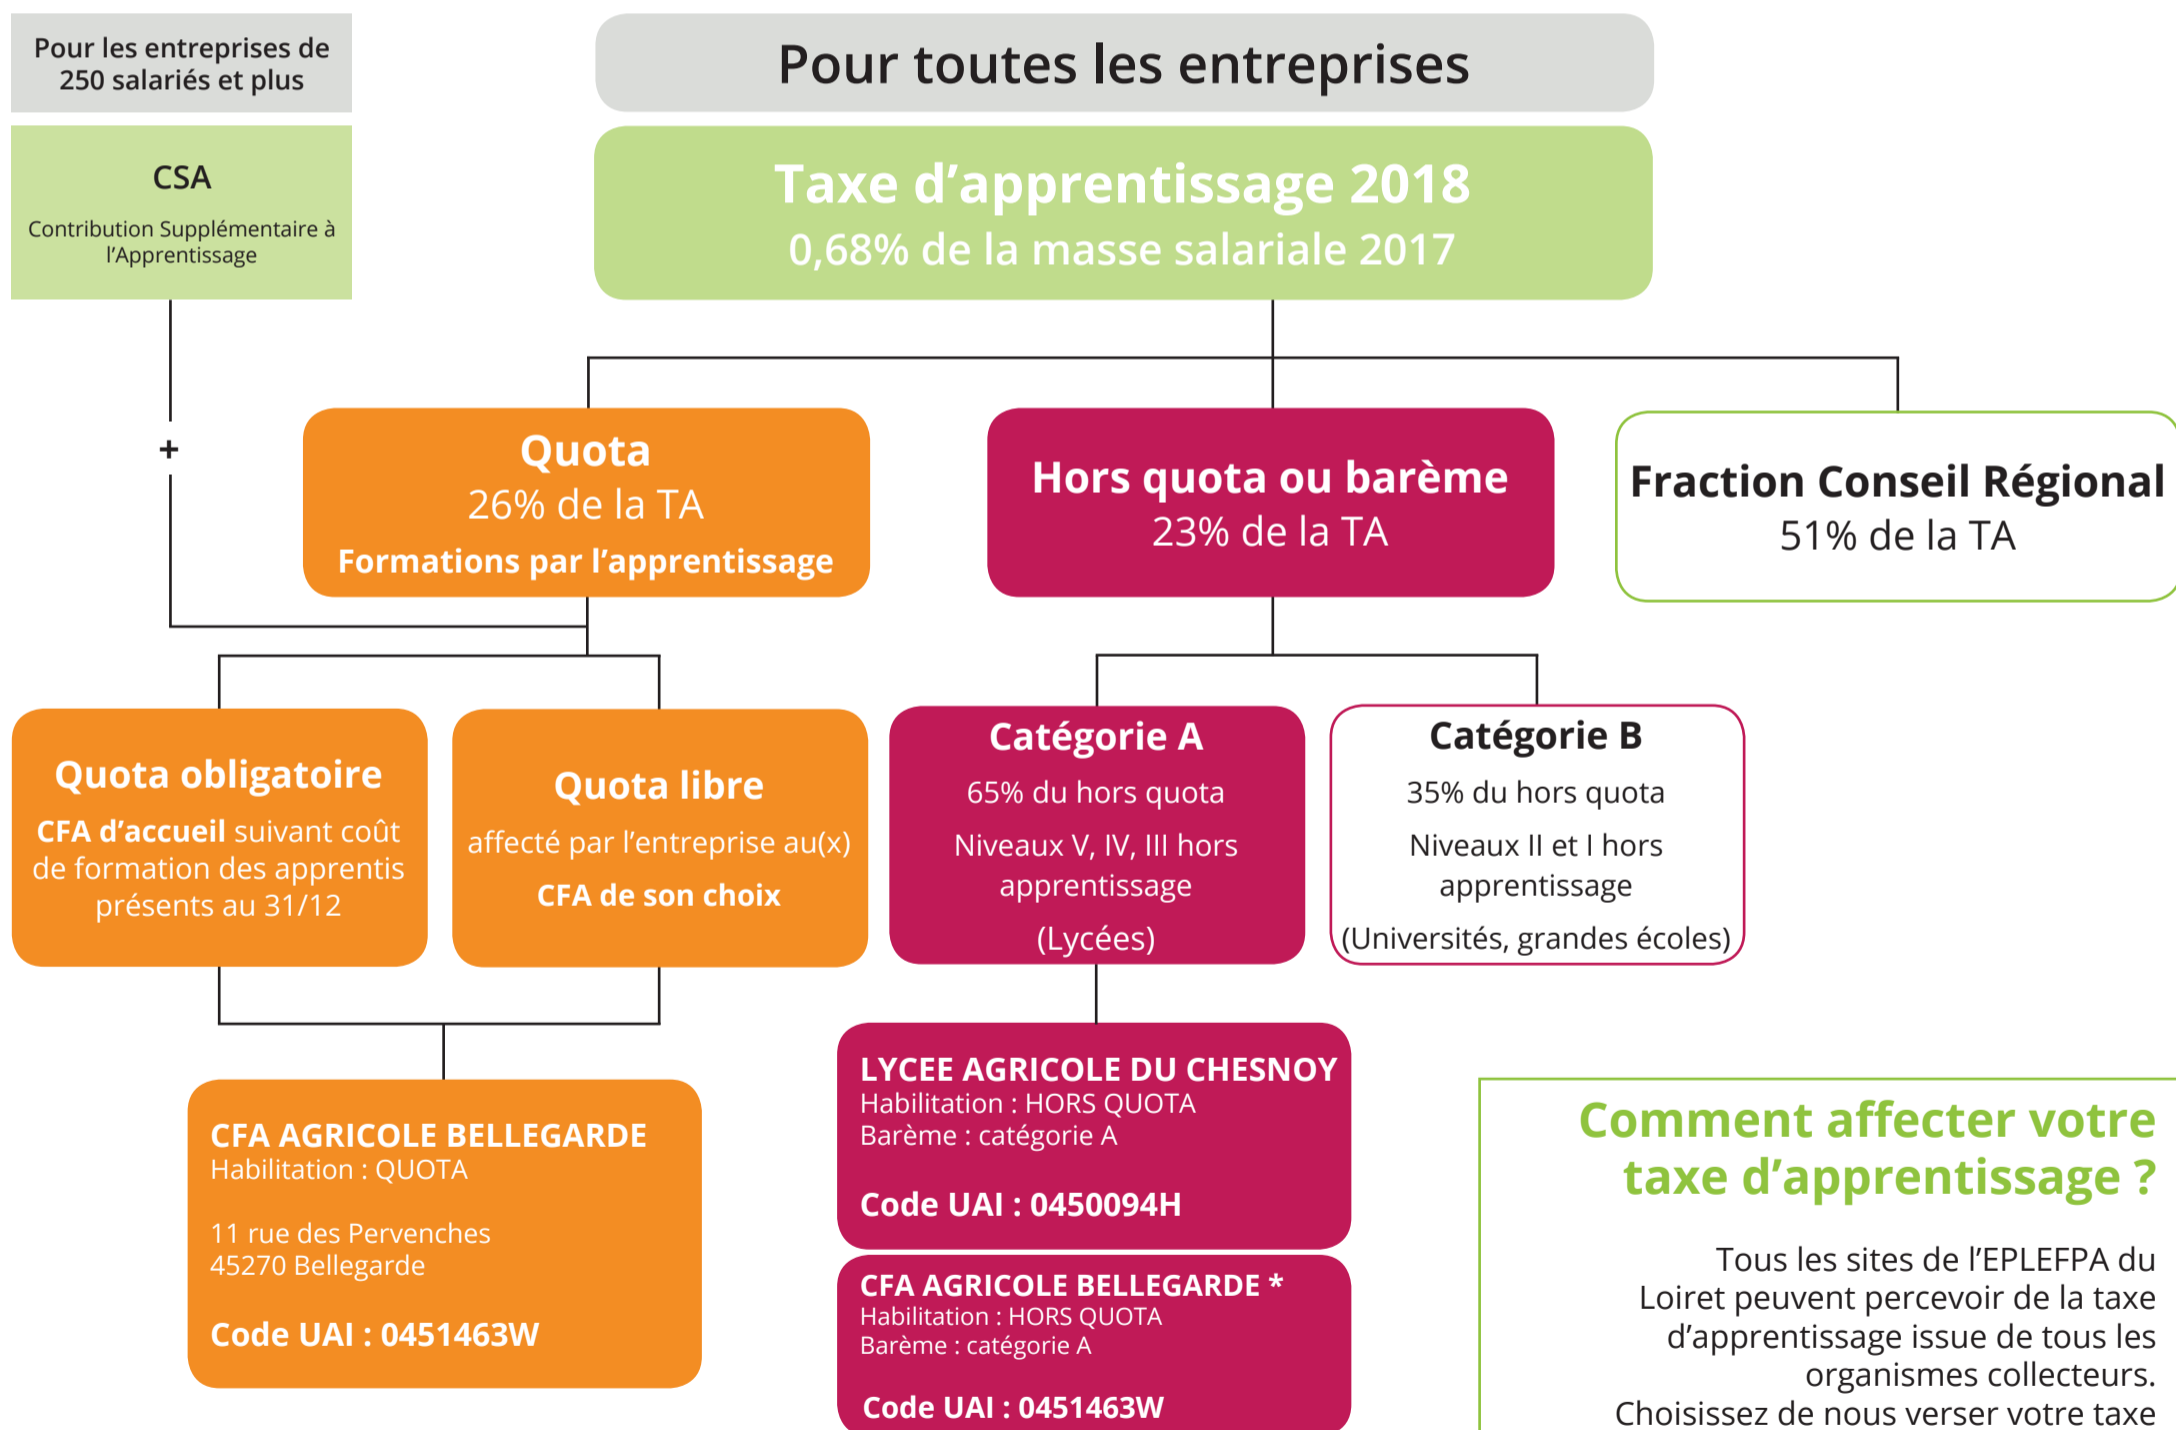 Pour les entreprises de
250 salariés et plus
Pour toutes les entreprises
CSA
Contribution Supplémentaire à
l’Apprentissage
Taxe d’apprentissage 2018
0,68% de la masse salariale 2017
+
Quota
26% de la TA
Formations par l’apprentissage
Hors quota ou barème
23% de la TA
Fraction Conseil Régional
51% de la TA
Quota obligatoire
CFA d’accueil suivant coût
de formation des apprentis
présents au 31/12
Quota libre
affecté par l’entreprise au(x)
CFA de son choix
Catégorie A
65% du hors quota
Niveaux V, IV, III hors
apprentissage
(Lycées)
Catégorie B
35% du hors quota
Niveaux II et I hors
apprentissage
(Universités, grandes écoles)
CFA AGRICOLE BELLEGARDE
Habilitation : QUOTA
11 rue des Pervenches
45270 Bellegarde
Code UAI : 0451463W
LYCEE AGRICOLE DU CHESNOY
Habilitation : HORS QUOTA
Barème : catégorie A
Code UAI : 0450094H
CFA AGRICOLE BELLEGARDE *
Habilitation : HORS QUOTA
Barème : catégorie A
Code UAI : 0451463W
Comment affecter votre
taxe d’apprentissage ?
Tous les sites de l’EPLEFPA du
Loiret peuvent percevoir de la taxe
d’apprentissage issue de tous les
organismes collecteurs.
Choisissez de nous verser votre taxe